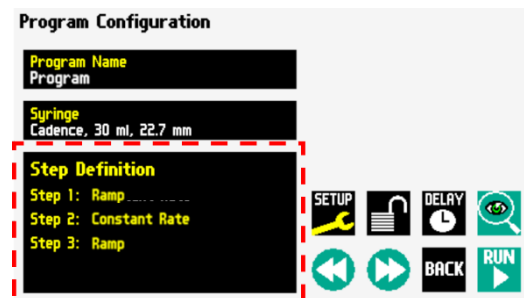 Program Configuration
Program Name
Program
Syringe
Cadence, 30 ml, 22.7 mm
Step Definition
Step 1: Ramp
Step 2: Constant Rate
Step 3: Ramp
SETUP
DELAY
BACK
RUN